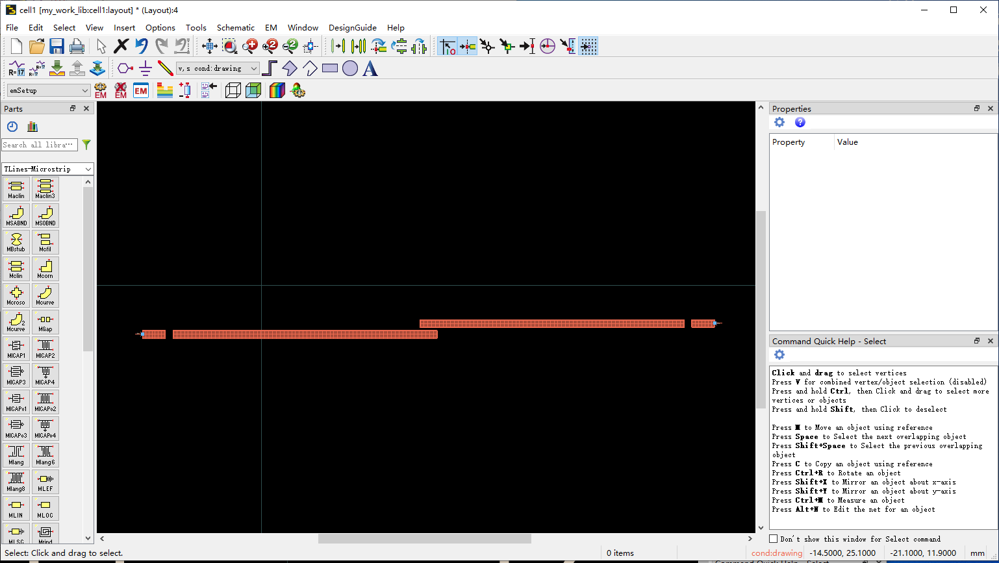 cell1 [my_work_lib:cell1:layout] * (Layout):4
File Edit Select View Insert Options Tools Schematic EM Window DesignGuide Help
v,s cond:drawing
emSetup
EM EM EM
Parts
Search all libra…
TLines-Microstrip
Maclin Maclin3
MSABND MSOBND
MBstub Mcfil
Mclin Mcorn
Mcroso Mcurve
Mcurve MGap
MICAP1 MICAP2
MICAP3 MICAP4
MICAPo1 MICAPo2
MICAPo3 MICAPo4
Mlang Mlang6
Mlang8 MLEF
MLIN MLOC
MLSC Mrind
Properties
Property Value
Command Quick Help - Select
Click and drag to select vertices
Press V for combined vertex/object selection (disabled)
Press and hold Ctrl, then Click and drag to select more
vertices or objects
Press and hold Shift, then Click to deselect
Press M to Move an object using reference
Press Space to Select the next overlapping object
Press Shift+Space to Select the previous overlapping
object
Press C to Copy an object using reference
Press Ctrl+R to Rotate an object
Press Shift+X to Mirror an object about x-axis
Press Shift+Y to Mirror an object about y-axis
Press Ctrl+M to Measure an object
Press Alt+N to Edit the net for an object
Don't show this window for Select command
Select: Click and drag to select.
0 items
cond:drawing
-14.5000, 25.1000
-21.1000, 11.9000
mm